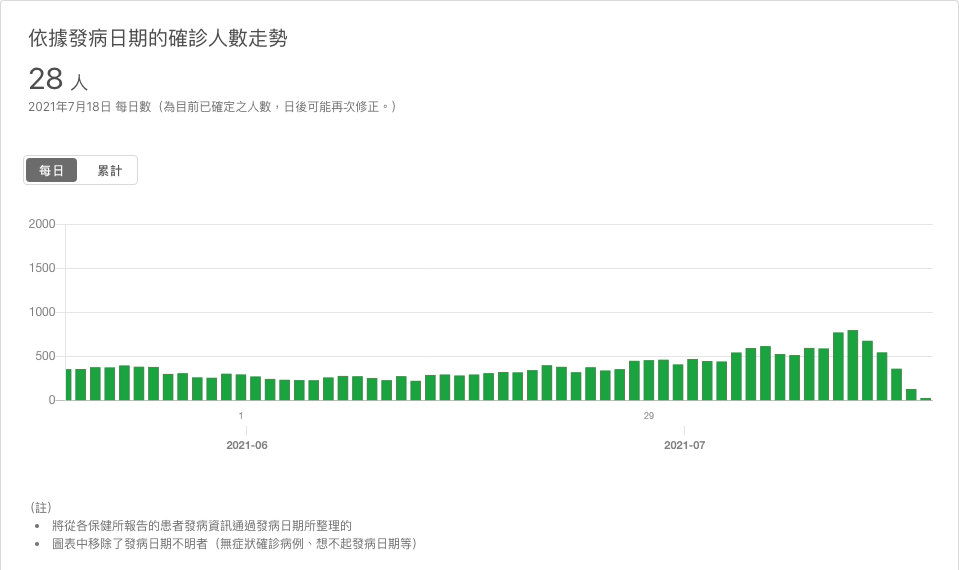 依據發病日期的確診人數走勢
28 人
2021年7月18日 每日數（為目前已確定之人數，日後可能再次修正。）
每日 累計
2000
1500
1000
500
0
1 29
2021-06 2021-07
（註）
• 將從各保健所報告的患者發病資訊通過發病日期所整理的
• 圖表中移除了發病日期不明者（無症狀確診病例、想不起發病日期等）